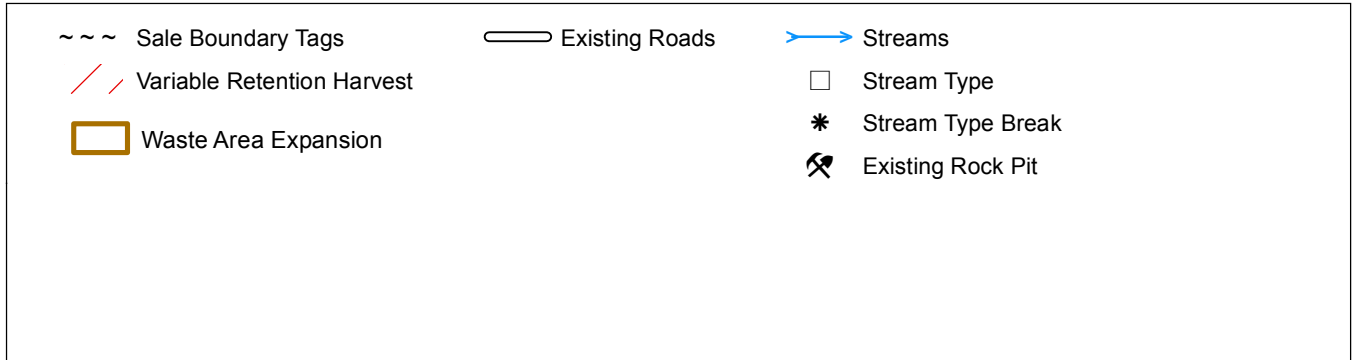 ~ ~ ~ Sale Boundary Tags
Variable Retention Harvest
Waste Area Expansion
Existing Roads
Streams
Stream Type
Stream Type Break
Existing Rock Pit